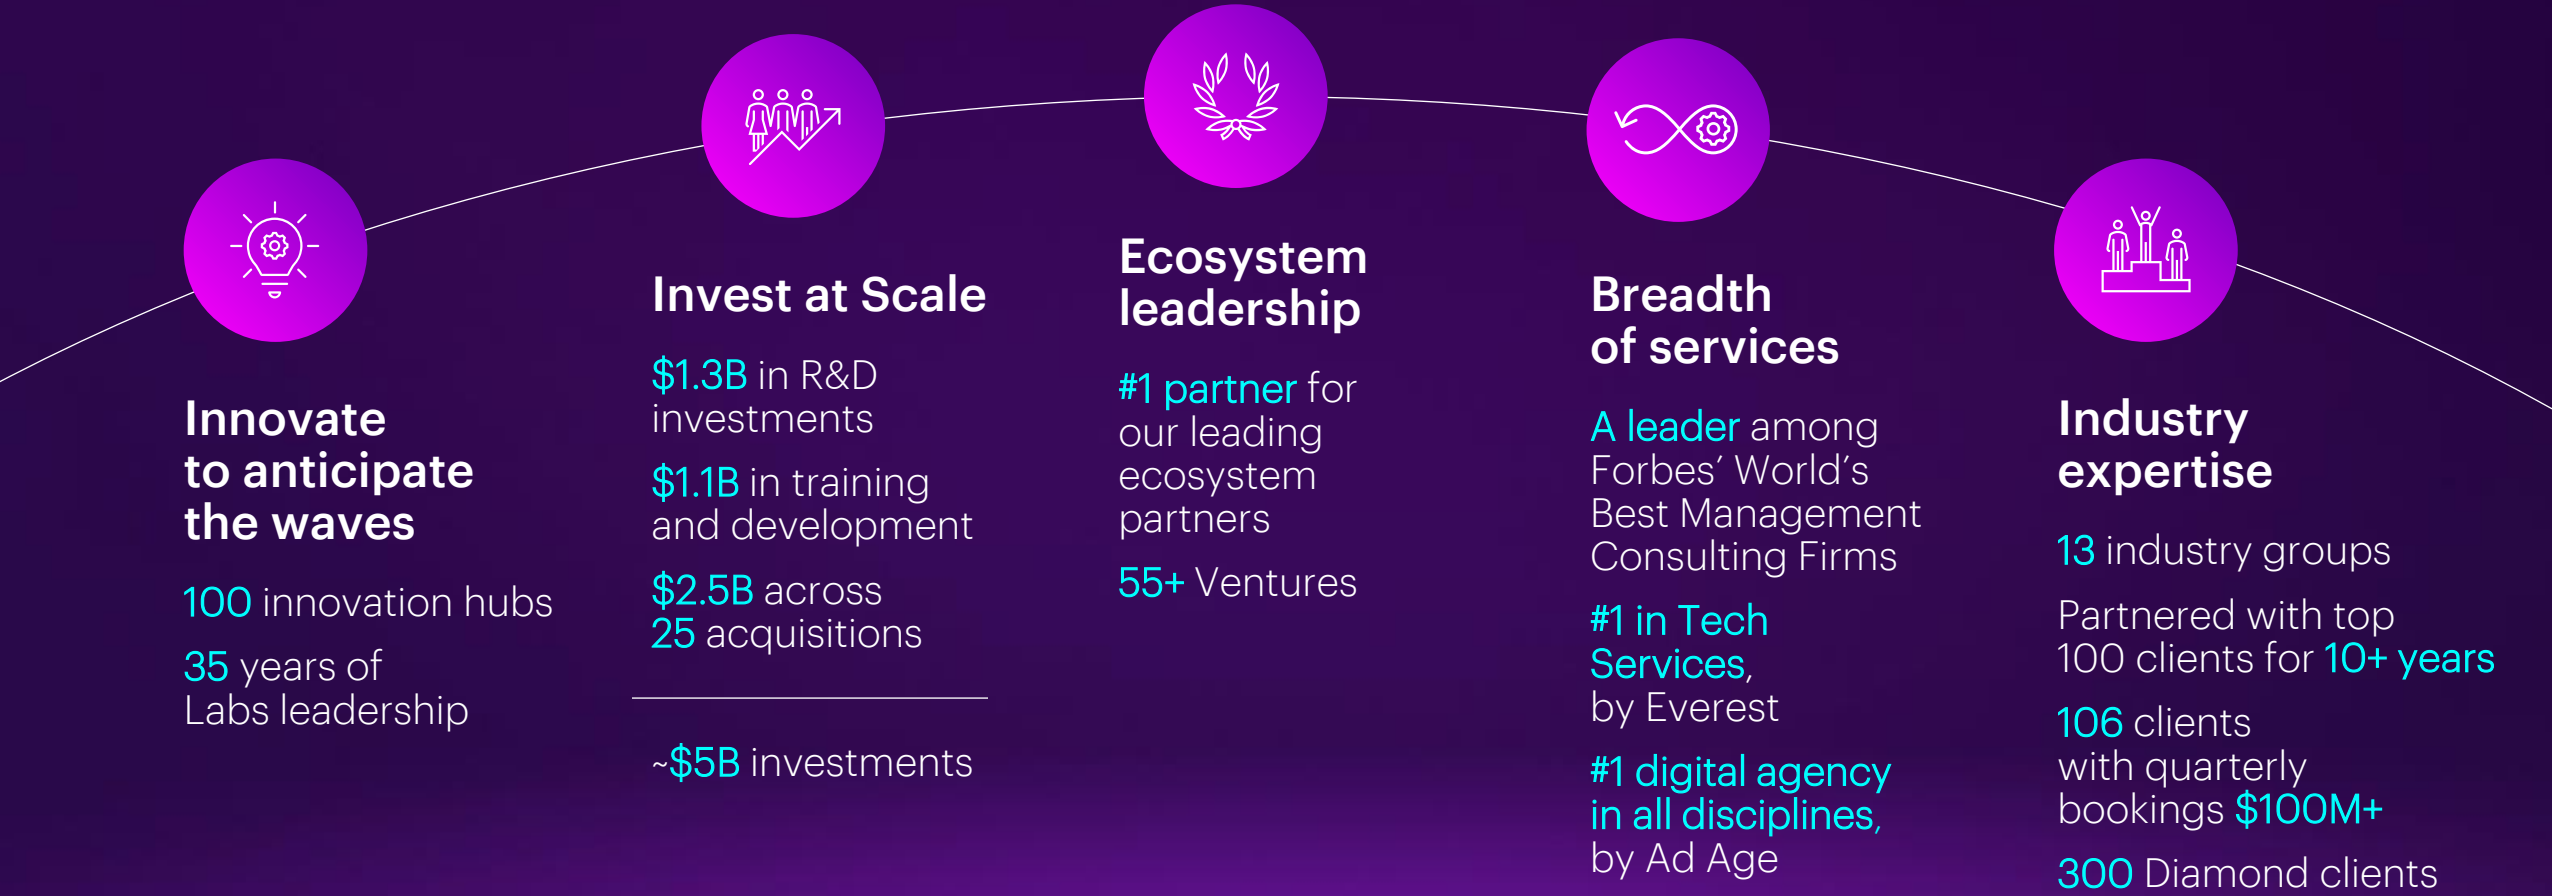 Innovate
to anticipate
the waves
100 innovation hubs
35 years of
Labs leadership
Invest at Scale
$1.3B in R&D
investments
$1.1B in training
and development
$2.5B across
25 acquisitions
~$5B investments
Ecosystem
leadership
#1 partner for
our leading
ecosystem
partners
55+ Ventures
Breadth
of services
A leader among
Forbes’ World’s
Best Management
Consulting Firms
#1 in Tech
Services,
by Everest
#1 digital agency
in all disciplines,
by Ad Age
Industry
expertise
13 industry groups
Partnered with top
100 clients for 10+ years
106 clients
with quarterly
bookings $100M+
300 Diamond clients